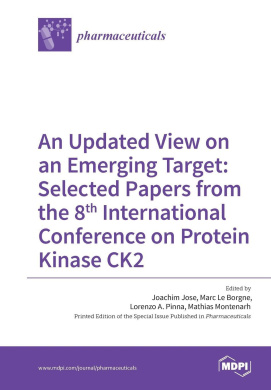 pharmaceuticals
An Updated View on
an Emerging Target:
Selected Papers from
the 8th International
Conference on Protein
Kinase CK2
Edited by
Joachim Jose, Marc Le Borgne,
Lorenzo A. Pinna, Mathias Montenarh
Printed Edition of the Special Issue Published in Pharmaceuticals
www.mdpi.com/journal/pharmaceuticals
MDPI